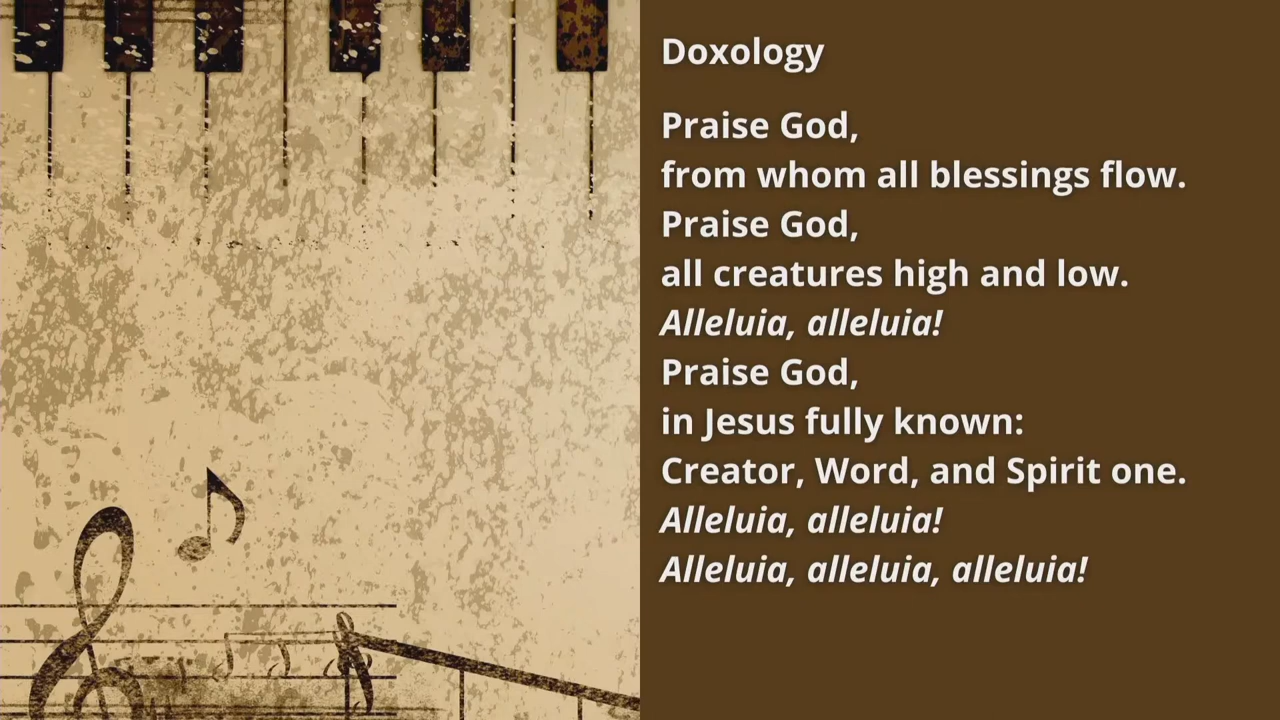 Doxology
Praise God,
from whom all blessings flow.
Praise God,
all creatures high and low.
Alleluia, alleluia!
Praise God,
in Jesus fully known:
Creator, Word, and Spirit one.
Alleluia, alleluia!
Alleluia, alleluia, alleluia!